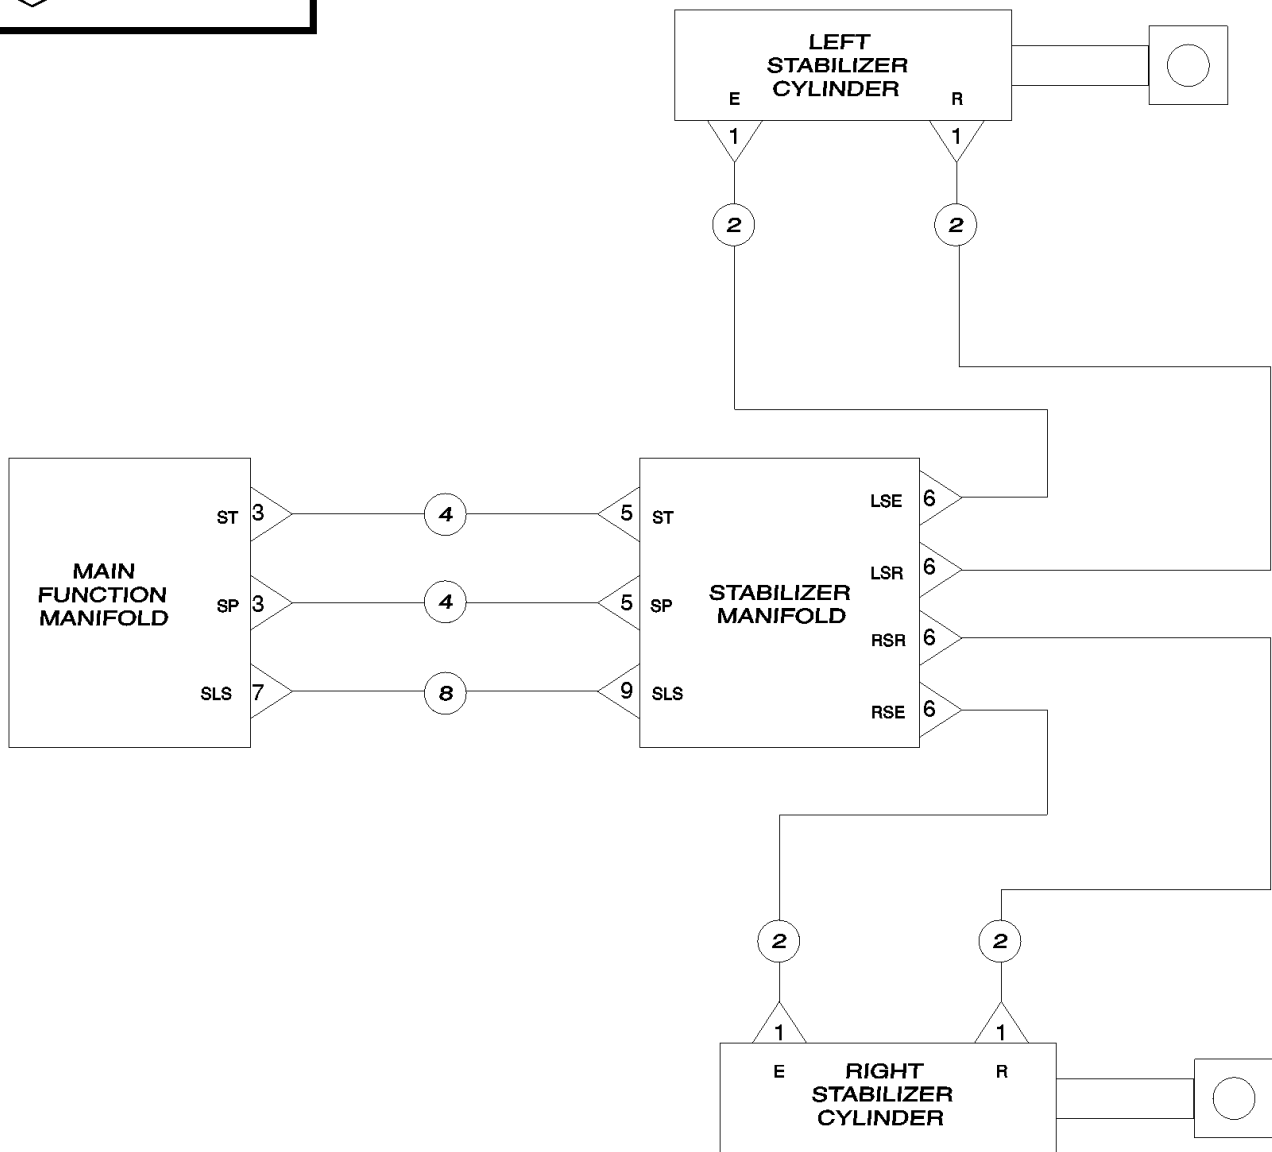 LEFT
STABILIZER
CYLINDER
E
R
1
1
2
2
MAIN
FUNCTION
MANIFOLD
ST
3
4
5
ST
SP
3
4
5
SP
SLS
7
8
9
SLS
STABILIZER
MANIFOLD
LSE
6
LSR
6
RSR
6
RSE
6
2
2
1
1
E
R
RIGHT
STABILIZER
CYLINDER